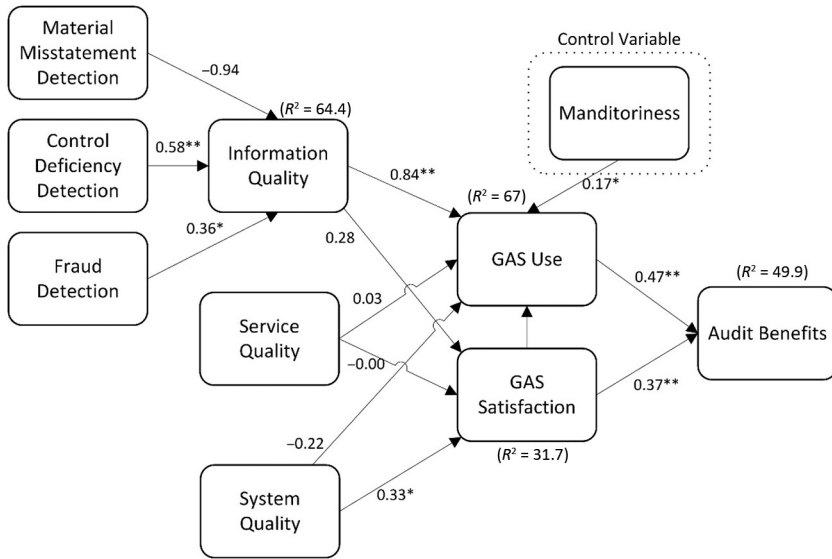 Material
Misstatement
Detection
Control Variable
−0.94
(R² = 64.4)
Manditoriness
Control
Deficiency
Detection
0.58**
Information
Quality
0.84**
0.17*
(R² = 67)
0.36*
0.28
Fraud
Detection
GAS Use
(R² = 49.9)
0.47**
0.03
Service
Quality
Audit Benefits
-0.00
GAS
Satisfaction
0.37**
−0.22
(R² = 31.7)
System
Quality
0.33*